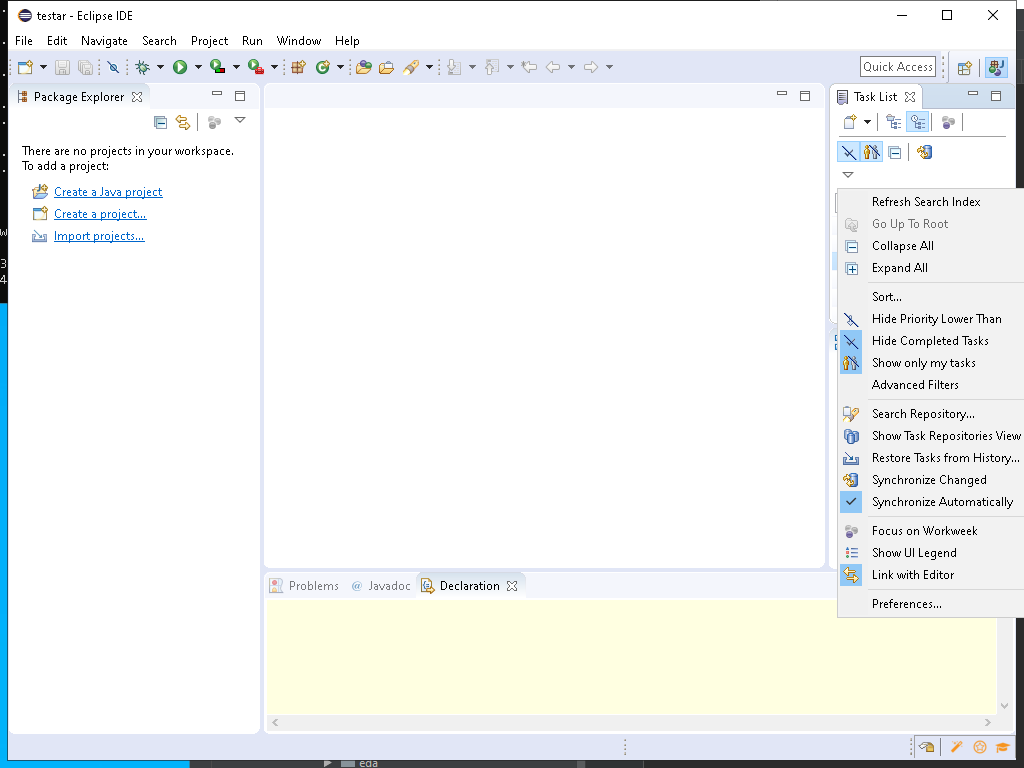 testar - Eclipse IDE
File Edit Navigate Search Project Run Window Help
Quick Access
Package Explorer
Task List
There are no projects in your workspace.
To add a project:
Create a Java project
Create a project...
Import projects...
Refresh Search Index
Go Up To Root
Collapse All
Expand All
Sort...
Hide Priority Lower Than
Hide Completed Tasks
Show only my tasks
Advanced Filters
Search Repository...
Show Task Repositories View
Restore Tasks from History...
Synchronize Changed
Synchronize Automatically
Focus on Workweek
Show UI Legend
Link with Editor
Preferences...
Problems @ Javadoc Declaration
w
3
4
eda